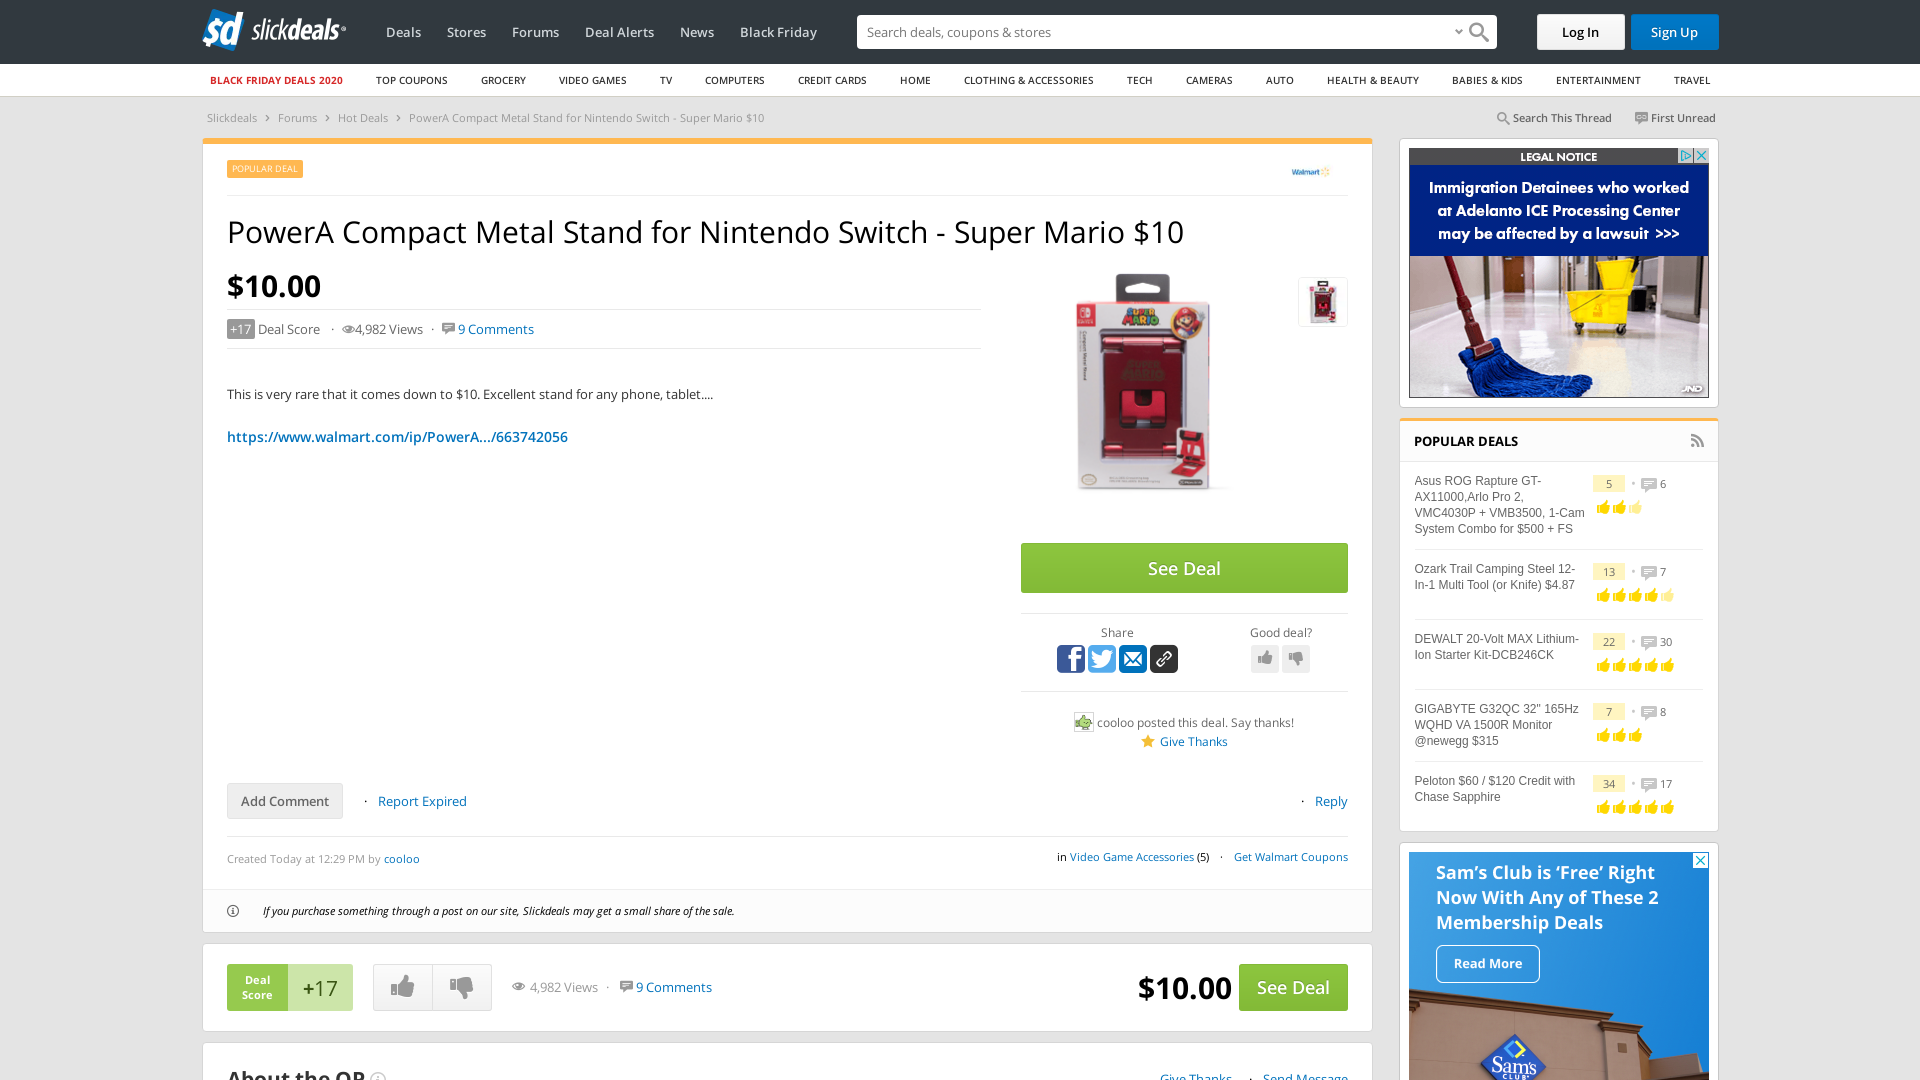 slickdeals
Deals
Stores
Forums
Deal Alerts
News
Black Friday
Search deals, coupons & stores
Log In
Sign Up
BLACK FRIDAY DEALS 2020
TOP COUPONS
GROCERY
VIDEO GAMES
TV
COMPUTERS
CREDIT CARDS
HOME
CLOTHING & ACCESSORIES
TECH
CAMERAS
AUTO
HEALTH & BEAUTY
BABIES & KIDS
ENTERTAINMENT
TRAVEL
Slickdeals › Forums › Hot Deals › PowerA Compact Metal Stand for Nintendo Switch - Super Mario $10
Search This Thread
First Unread
POPULAR DEAL
Walmart
PowerA Compact Metal Stand for Nintendo Switch - Super Mario $10
$10.00
+17 Deal Score · 4,982 Views · 9 Comments
This is very rare that it comes down to $10. Excellent stand for any phone, tablet....
https://www.walmart.com/ip/PowerA.../663742056
SUPER
MARIO
See Deal
Share
Good deal?
cooloo posted this deal. Say thanks!
Give Thanks
Add Comment
· Report Expired
· Reply
Created Today at 12:29 PM by cooloo
in Video Game Accessories (5) · Get Walmart Coupons
If you purchase something through a post on our site, Slickdeals may get a small share of the sale.
Deal
Score
+17
4,982 Views · 9 Comments
$10.00
See Deal
About the OP
Give Thanks · Send Message
LEGAL NOTICE
Immigration Detainees who worked
at Adelanto ICE Processing Center
may be affected by a lawsuit >>>
JND
POPULAR DEALS
Asus ROG Rapture GT-
AX11000,Arlo Pro 2,
VMC4030P + VMB3500, 1-Cam
System Combo for $500 + FS
5 • 6
Ozark Trail Camping Steel 12-
In-1 Multi Tool (or Knife) $4.87
13 • 7
DEWALT 20-Volt MAX Lithium-
Ion Starter Kit-DCB246CK
22 • 30
GIGABYTE G32QC 32" 165Hz
WQHD VA 1500R Monitor
@newegg $315
7 • 8
Peloton $60 / $120 Credit with
Chase Sapphire
34 • 17
Sam's Club is 'Free' Right
Now With Any of These 2
Membership Deals
Read More
Sam's
CLUB